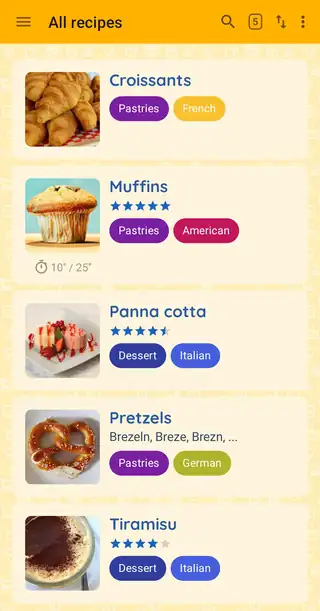 All recipes
5
Croissants
Pastries French
Muffins
Pastries American
10" / 25"
Panna cotta
Dessert Italian
Pretzels
Brezeln, Breze, Brezn, ...
Pastries German
Tiramisu
Dessert Italian